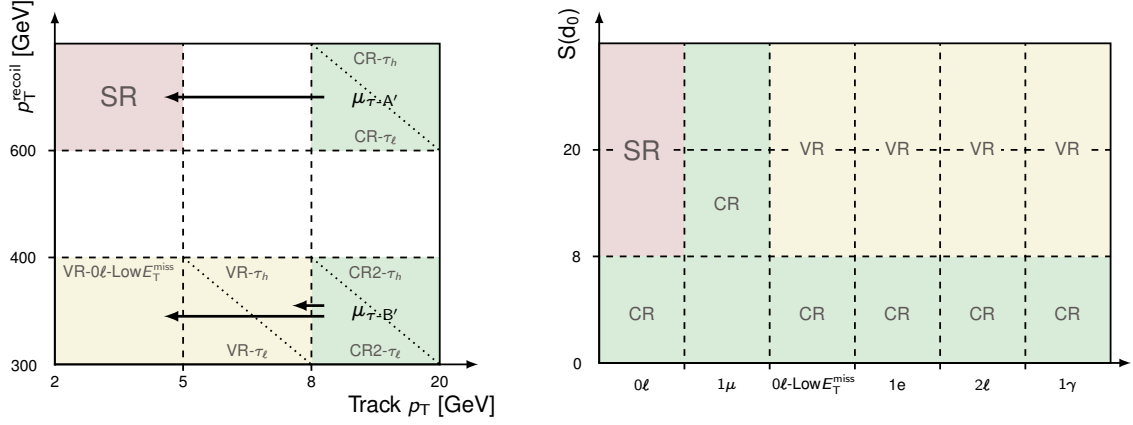 p_T^recoil [GeV]
CR-τ_h
SR
μ_τ-A'
CR-τ_ℓ
600
400
VR-0ℓ-LowE_T^miss
VR-τ_h
CR2-τ_h
μ_τ-B'
VR-τ_ℓ
CR2-τ_ℓ
300
2 5 8 20
Track p_T [GeV]
S(d₀)
20
SR
VR
VR
VR
VR
CR
8
CR
CR
CR
CR
CR
0
0ℓ 1μ 0ℓ-LowE_T^miss 1e 2ℓ 1γ